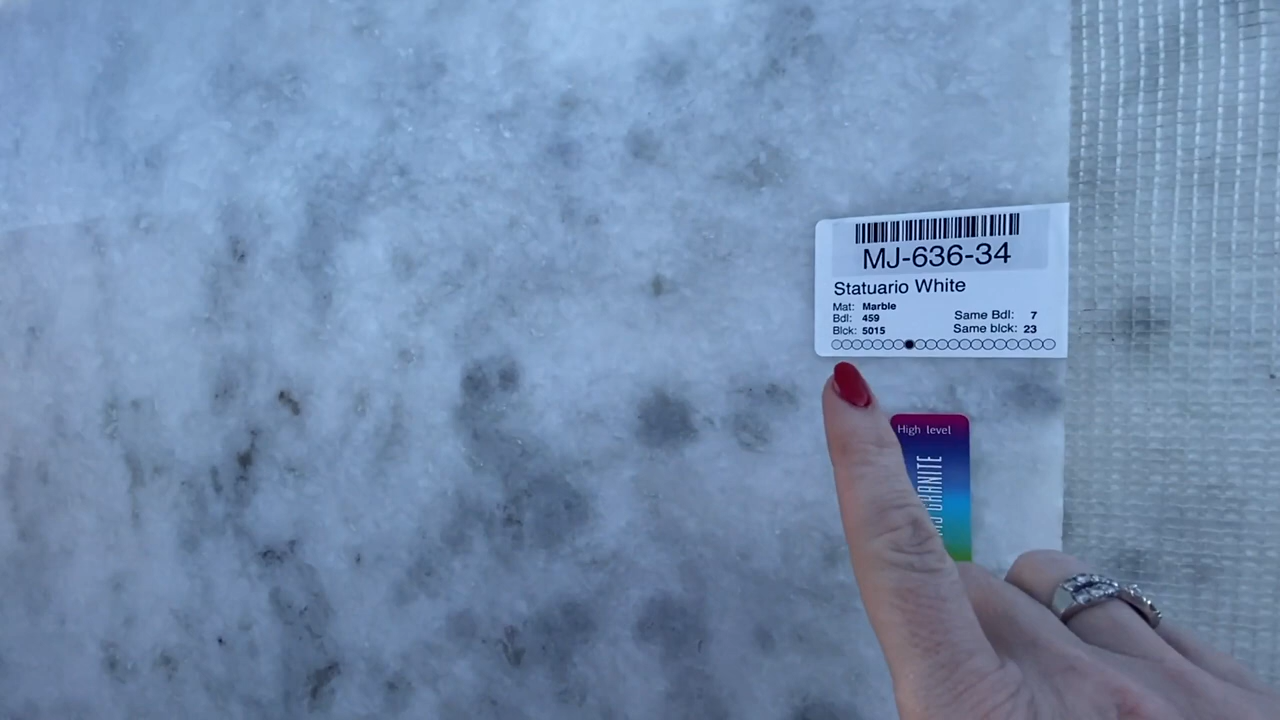 MJ-636-34
Statuario White
Mat: Marble
Bdl: 459 Same Bdl: 7
Blck: 5015 Same blck: 23
High level
GRANITE